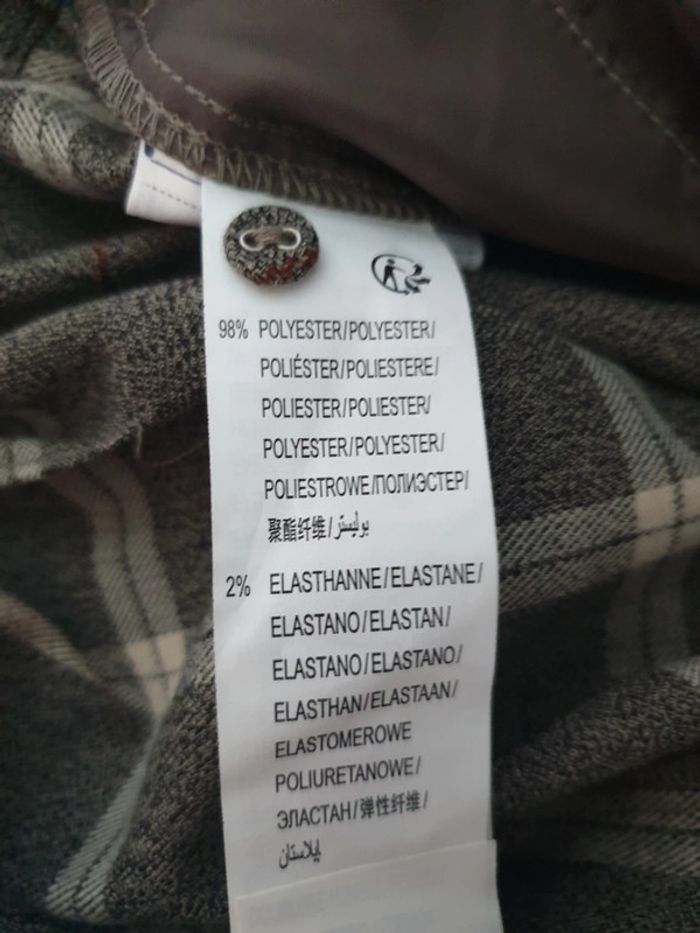 98% POLYESTER/POLYESTER/
POLIÉSTER/POLIESTERE/
POLIESTER/POLIESTER/
POLYESTER/POLYESTER/
POLIESTROWE/ПОЛИЭСТЕР/
聚酯纤维/بوليستر
2% ELASTHANNE/ELASTANE/
ELASTANO/ELASTAN/
ELASTANO/ELASTANO/
ELASTHAN/ELASTAAN/
ELASTOMEROWE
POLIURETANOWE/
ЭЛАСТАН/弹性纤维/
إيلاستان